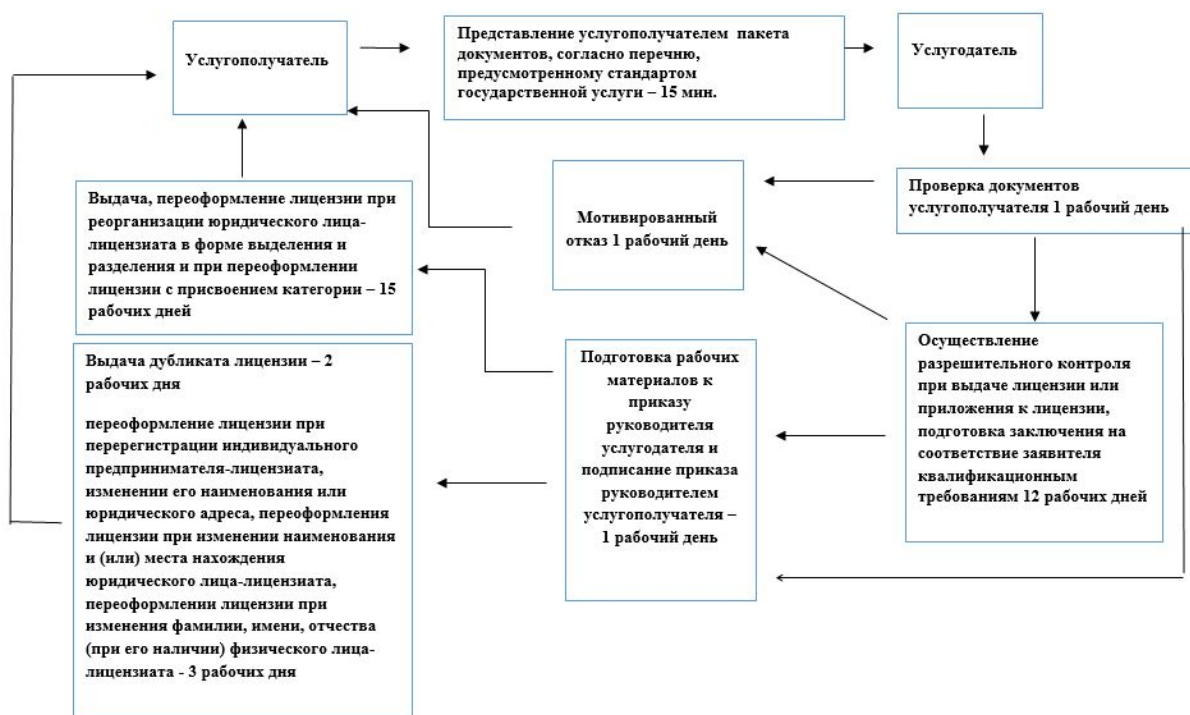 Услугополучатель
Представление услугополучателем пакета
документов, согласно перечню,
предусмотренному стандартом
государственной услуги – 15 мин.
Услугодатель
Проверка документов
услугополучателя 1 рабочий день
Мотивированный
отказ 1 рабочий день
Выдача, переоформление лицензии при
реорганизации юридического лица-
лицензиата в форме выделения и
разделения и при переоформлении
лицензии с присвоением категории – 15
рабочих дней
Осуществление
разрешительного контроля
при выдаче лицензии или
приложения к лицензии,
подготовка заключения на
соответствие заявителя
квалификационным
требованиям 12 рабочих дней
Подготовка рабочих
материалов к
приказу
руководителя
услугодателя и
подписание приказа
руководителем
услугополучателя –
1 рабочий день
Выдача дубликата лицензии – 2
рабочих дня
переоформление лицензии при
перерегистрации индивидуального
предпринимателя-лицензиата,
изменении его наименования или
юридического адреса, переоформления
лицензии при изменении наименования
и (или) места нахождения
юридического лица-лицензиата,
переоформлении лицензии при
изменения фамилии, имени, отчества
(при его наличии) физического лица-
лицензиата - 3 рабочих дня